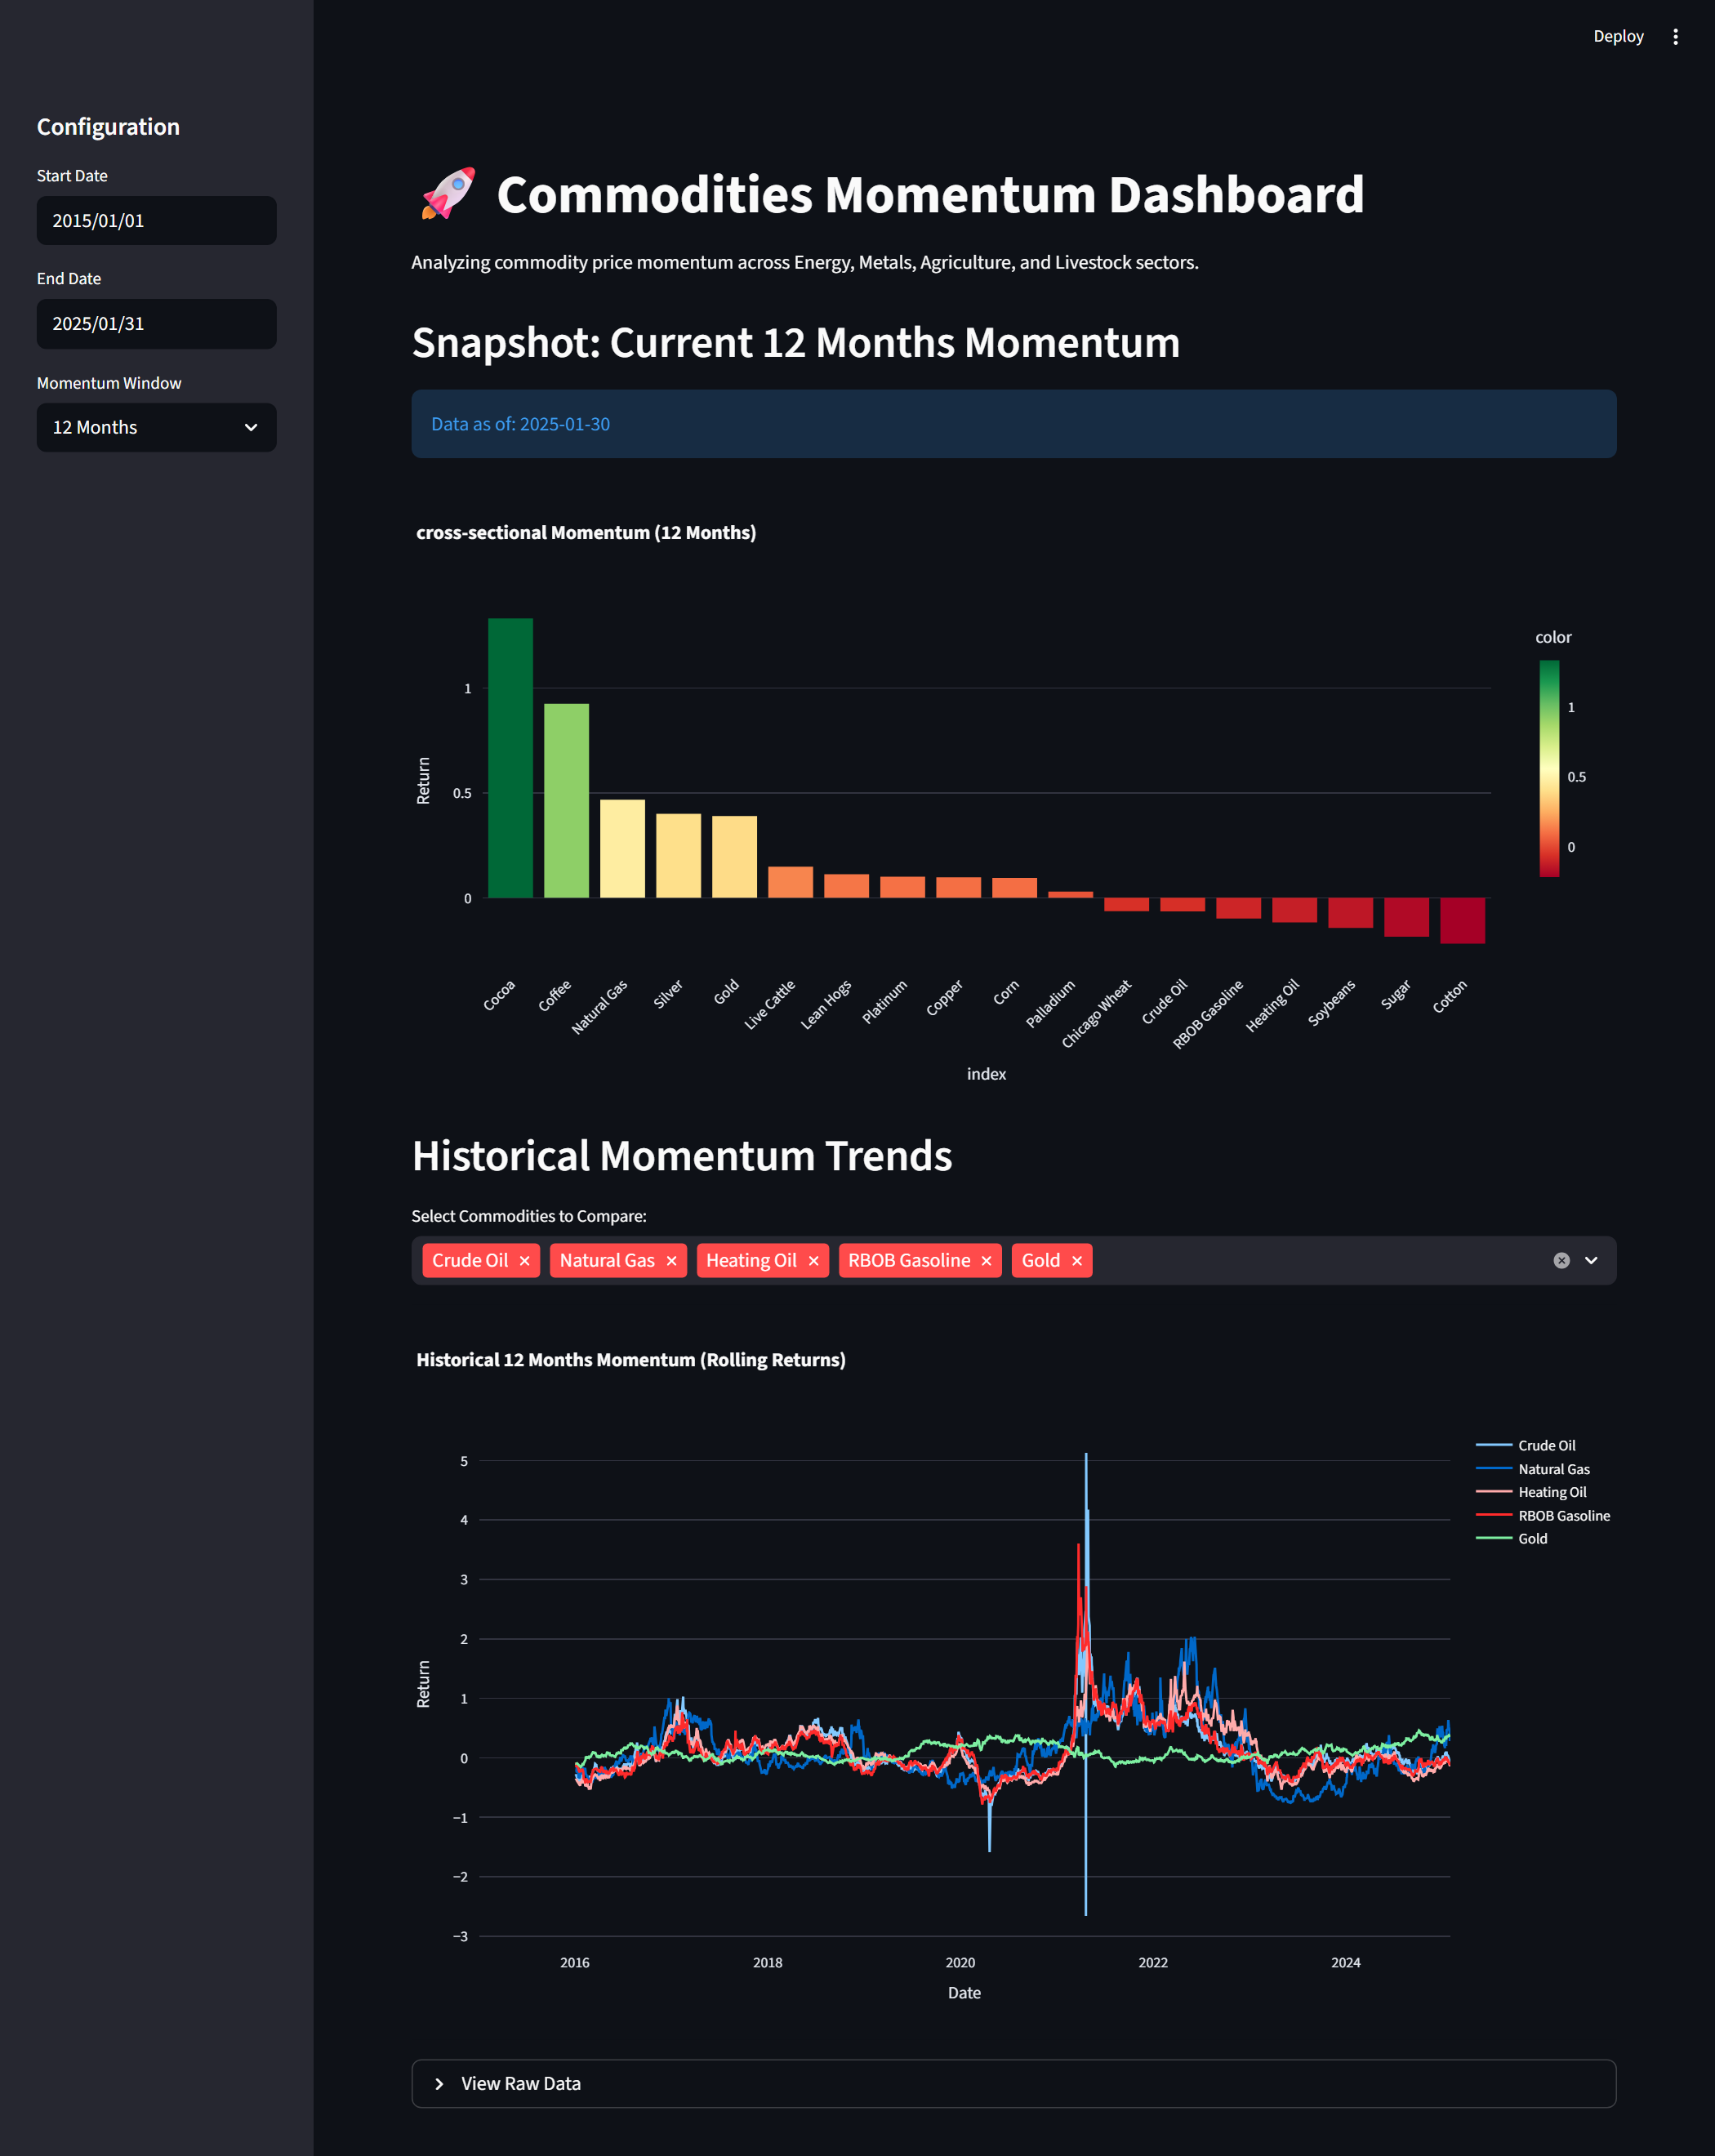 Deploy
Configuration
Start Date
2015/01/01
End Date
2025/01/31
Momentum Window
12 Months
Commodities Momentum Dashboard
Analyzing commodity price momentum across Energy, Metals, Agriculture, and Livestock sectors.
Snapshot: Current 12 Months Momentum
Data as of: 2025-01-30
cross-sectional Momentum (12 Months)
Return
1
0.5
0
color
1
0.5
0
Cocoa
Coffee
Natural Gas
Silver
Gold
Live Cattle
Lean Hogs
Platinum
Copper
Corn
Palladium
Chicago Wheat
Crude Oil
RBOB Gasoline
Heating Oil
Soybeans
Sugar
Cotton
index
Historical Momentum Trends
Select Commodities to Compare:
Crude Oil × Natural Gas × Heating Oil × RBOB Gasoline × Gold ×
Historical 12 Months Momentum (Rolling Returns)
Return
5
4
3
2
1
0
−1
−2
−3
Crude Oil
Natural Gas
Heating Oil
RBOB Gasoline
Gold
2016 2018 2020 2022 2024
Date
View Raw Data